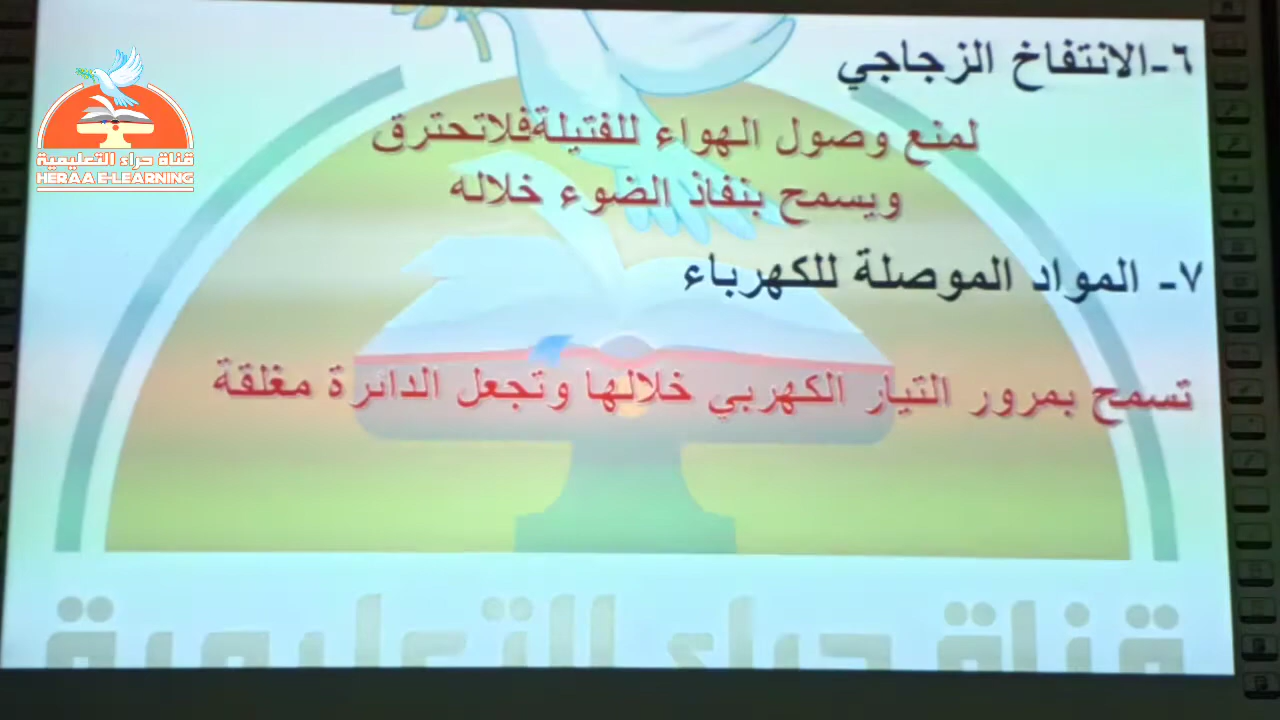 قناة حراء التعليمية
HERAA E-LEARNING
٦-الانتفاخ الزجاجي
لمنع وصول الهواء للفتيلةفلاتحترق
ويسمح بنفاذ الضوء خلاله
٧- المواد الموصلة للكهرباء
تسمح بمرور التيار الكهربي خلالها وتجعل الدائرة مغلقة
قناة حراء التعليمية